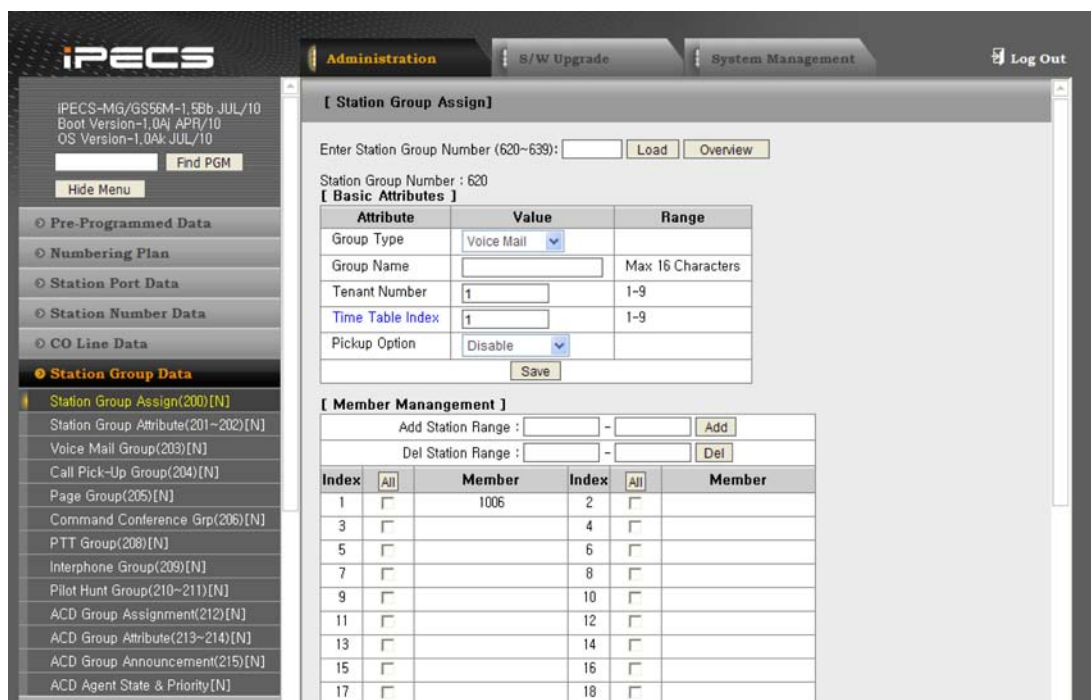 iPECS
Administration
S/W Upgrade
System Management
Log Out
iPECS-MG/GS56M-1,5Bb JUL/10
Boot Version-1,0Aj APR/10
OS Version-1,0Ak JUL/10
Find PGM
Hide Menu
Pre-Programmed Data
Numbering Plan
Station Port Data
Station Number Data
CO Line Data
Station Group Data
Station Group Assign(200)[N]
Station Group Attribute(201~202)[N]
Voice Mail Group(203)[N]
Call Pick-Up Group(204)[N]
Page Group(205)[N]
Command Conference Grp(206)[N]
PTT Group(208)[N]
Interphone Group(209)[N]
Pilot Hunt Group(210~211)[N]
ACD Group Assignment(212)[N]
ACD Group Attribute(213~214)[N]
ACD Group Announcement(215)[N]
ACD Agent State & Priority[N]
[ Station Group Assign]
Enter Station Group Number (620~639): Load Overview
Station Group Number : 620
[ Basic Attributes ]
Attribute Value Range
Group Type Voice Mail
Group Name Max 16 Characters
Tenant Number 1 1-9
Time Table Index 1 1-9
Pickup Option Disable
Save
[ Member Manangement ]
Add Station Range : - Add
Del Station Range : - Del
Index All Member Index All Member
1 1006 2
3 4
5 6
7 8
9 10
11 12
13 14
15 16
17 18